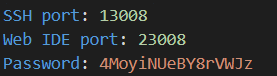 SSH port: 13008
Web IDE port: 23008
Password: 4MoyiNUeBY8rVWJz